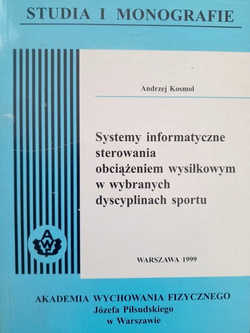 STUDIA I MONOGRAFIE
Andrzej Kosmol
Systemy informatyczne
sterowania
obciążeniem wysiłkowym
w wybranych
dyscyplinach sportu
WARSZAWA 1999
AKADEMIA WYCHOWANIA FIZYCZNEGO
Józefa Piłsudskiego
w Warszawie